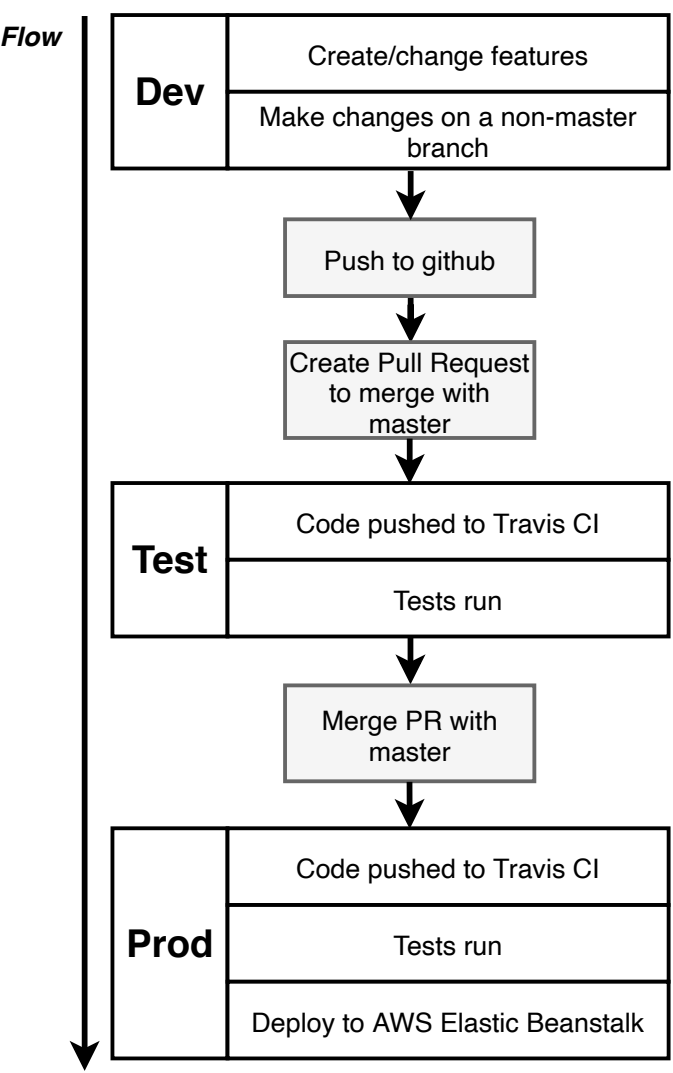 Flow
Dev
Create/change features
Make changes on a non-master
branch
Push to github
Create Pull Request
to merge with
master
Test
Code pushed to Travis CI
Tests run
Merge PR with
master
Prod
Code pushed to Travis CI
Tests run
Deploy to AWS Elastic Beanstalk